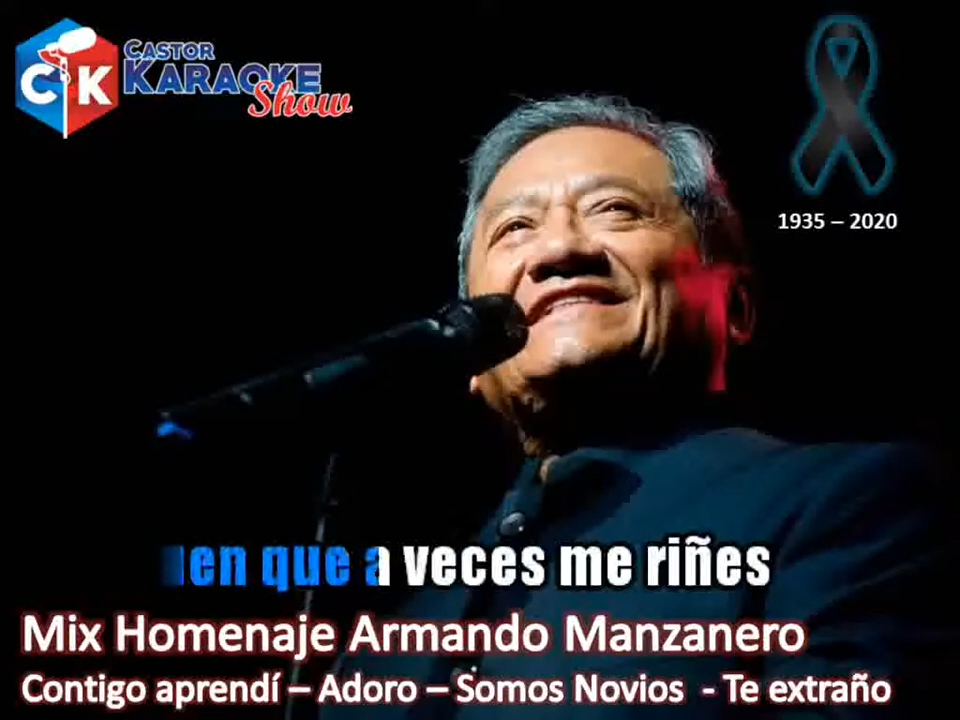 CK
CASTOR
KARAOKE
Show
1935 – 2020
en que a veces me riñes
Mix Homenaje Armando Manzanero
Contigo aprendí – Adoro – Somos Novios - Te extraño